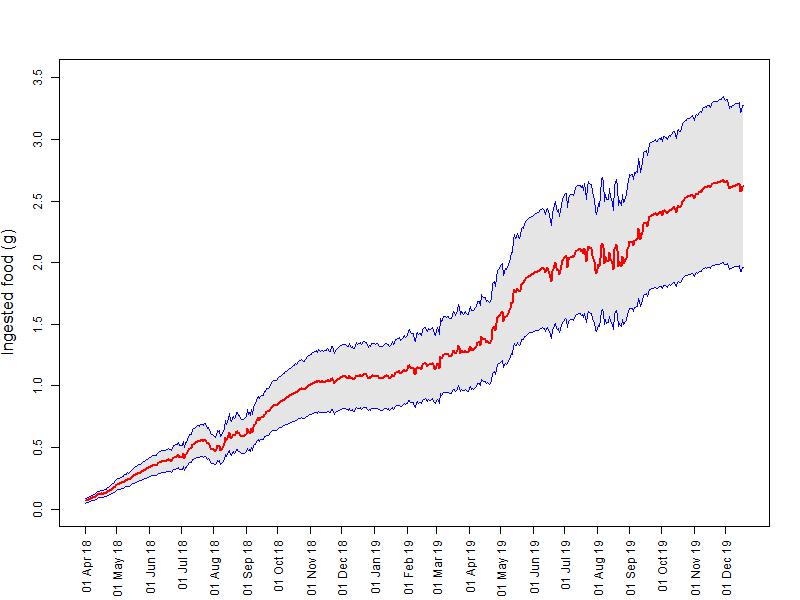 Ingested food (g)
3.5
3.0
2.5
2.0
1.5
1.0
0.5
0.0
01 Apr 18
01 May 18
01 Jun 18
01 Jul 18
01 Aug 18
01 Sep 18
01 Oct 18
01 Nov 18
01 Dec 18
01 Jan 19
01 Feb 19
01 Mar 19
01 Apr 19
01 May 19
01 Jun 19
01 Jul 19
01 Aug 19
01 Sep 19
01 Oct 19
01 Nov 19
01 Dec 19